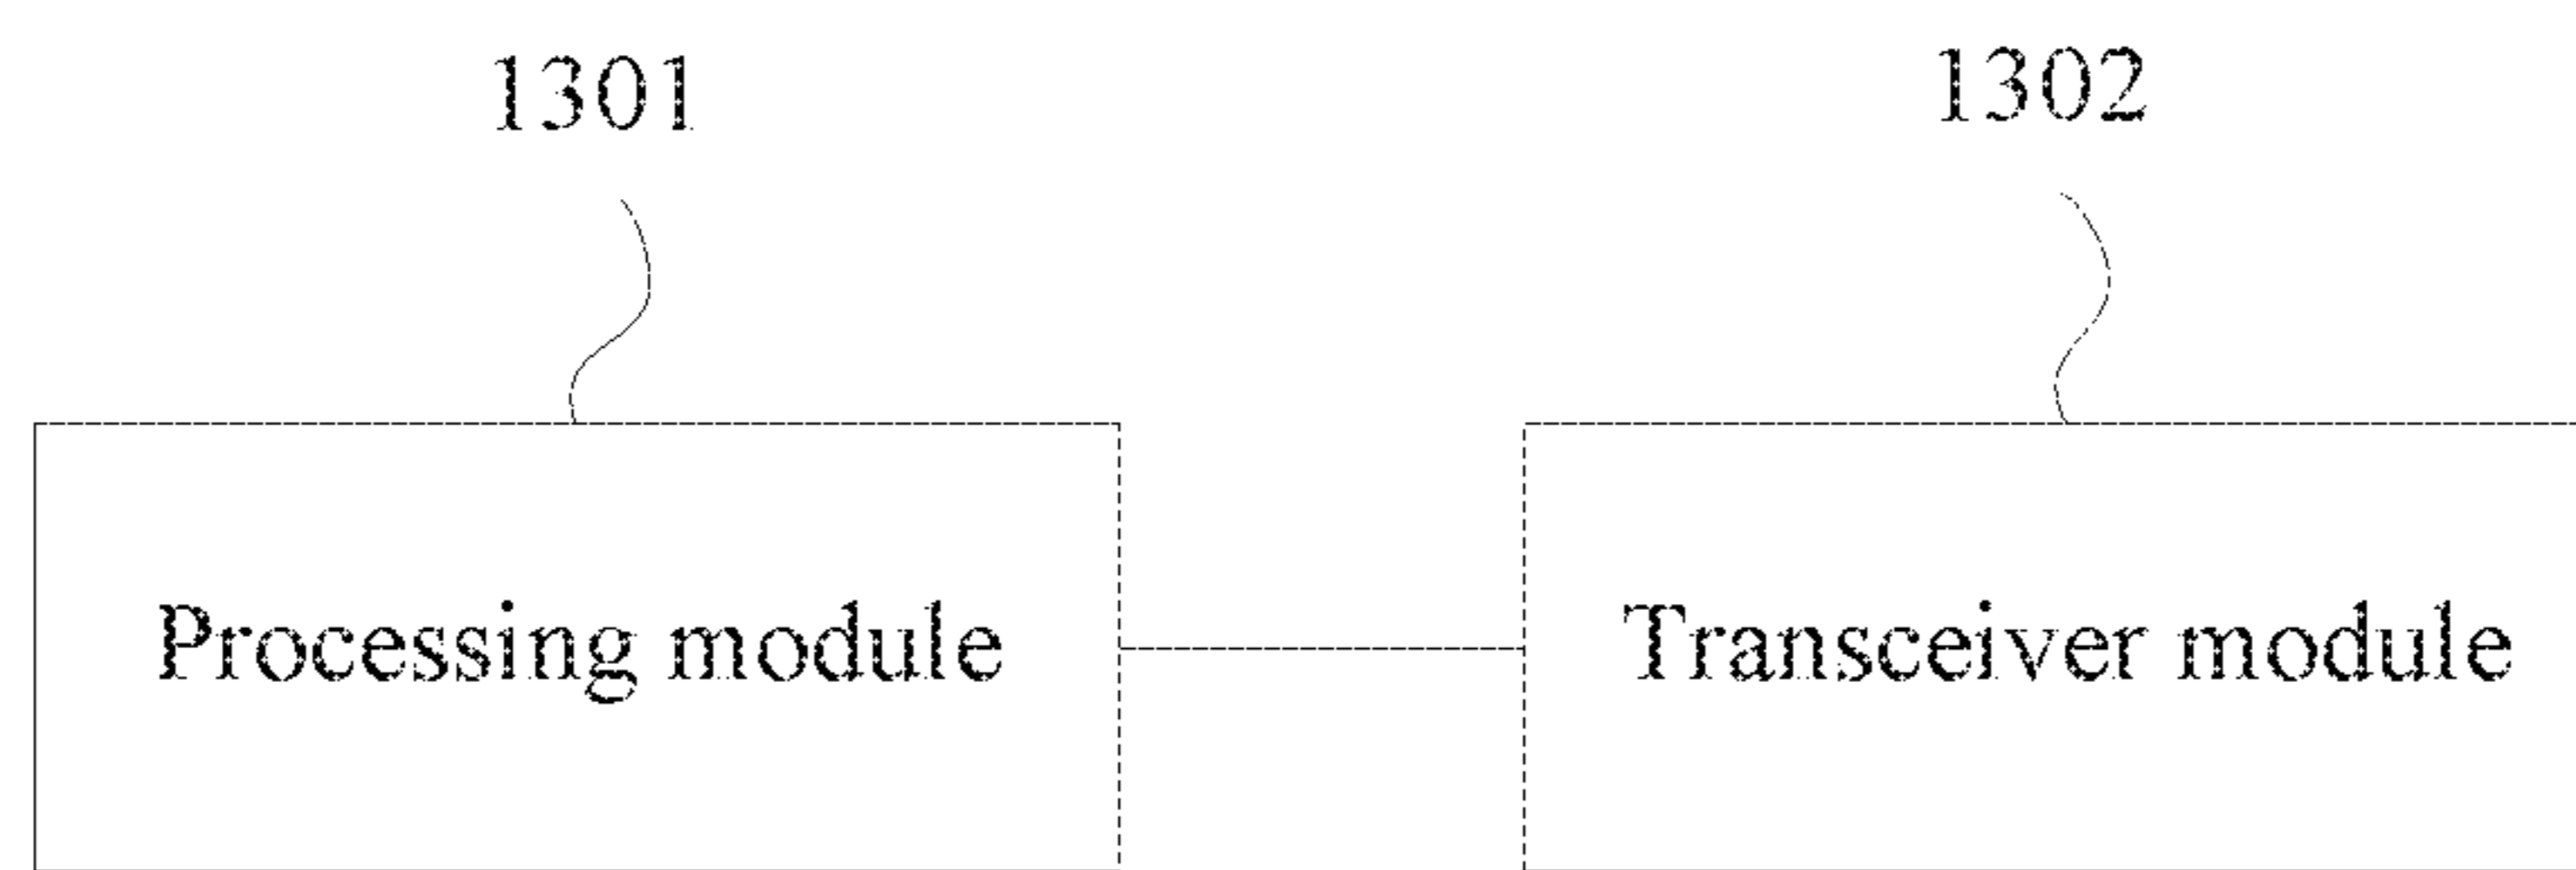 1301
1302
Processing module
Transceiver module